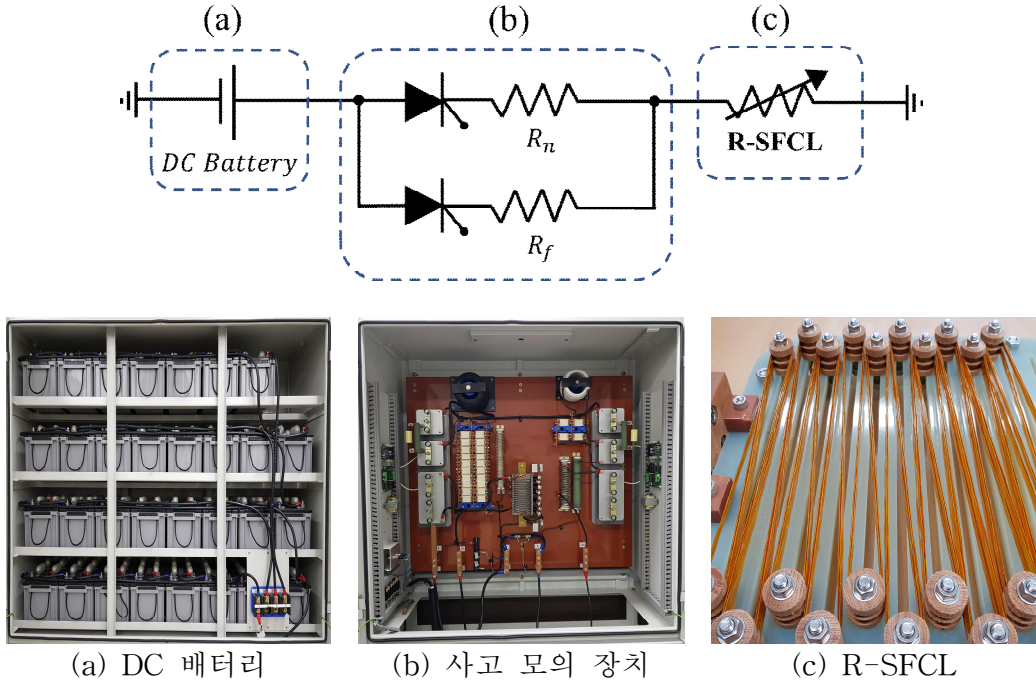 (a) (b) (c)
DC Battery
R_n
R_f
R-SFCL
(a) DC 배터리
(b) 사고 모의 장치
(c) R-SFCL